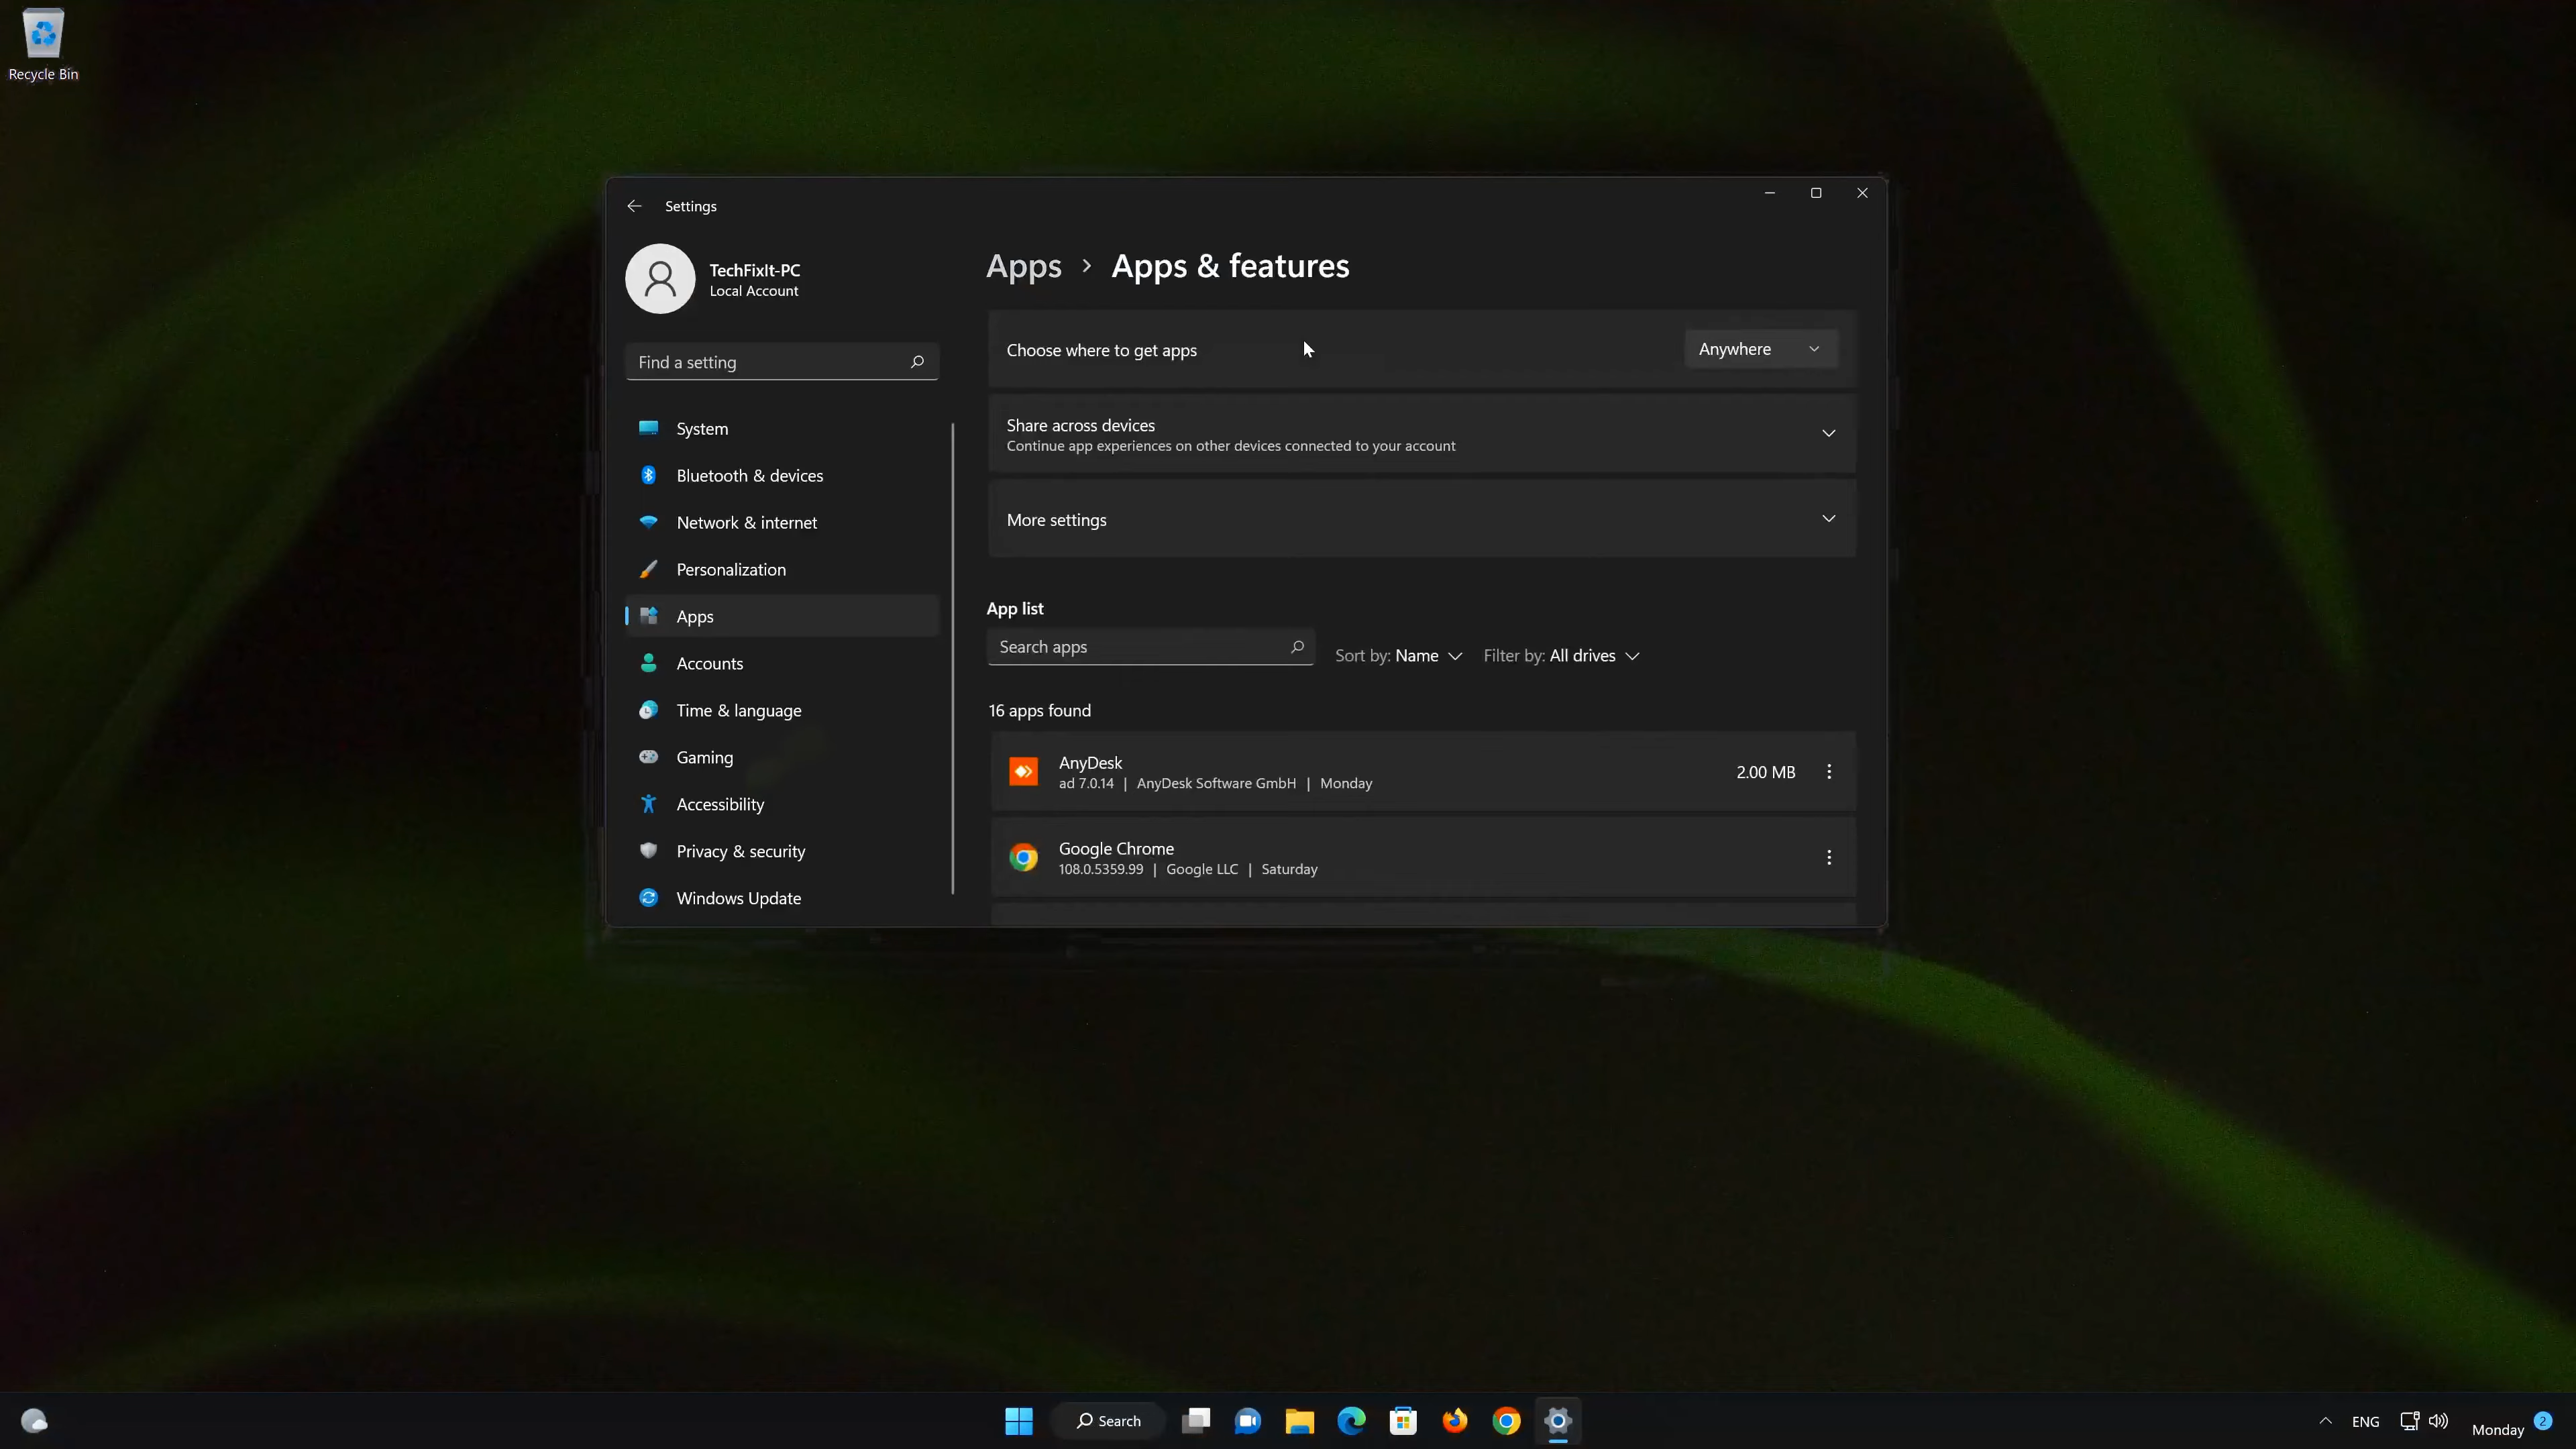 Recycle Bin
Settings
TechFixIt-PC
Local Account
Find a setting
System
Bluetooth & devices
Network & internet
Personalization
Apps
Accounts
Time & language
Gaming
Accessibility
Privacy & security
Windows Update
Apps > Apps & features
Choose where to get apps
Anywhere
Share across devices
Continue app experiences on other devices connected to your account
More settings
App list
Search apps
Sort by: Name
Filter by: All drives
16 apps found
AnyDesk
ad 7.0.14 | AnyDesk Software GmbH | Monday
2.00 MB
Google Chrome
108.0.5359.99 | Google LLC | Saturday
Search
ENG
Monday
2